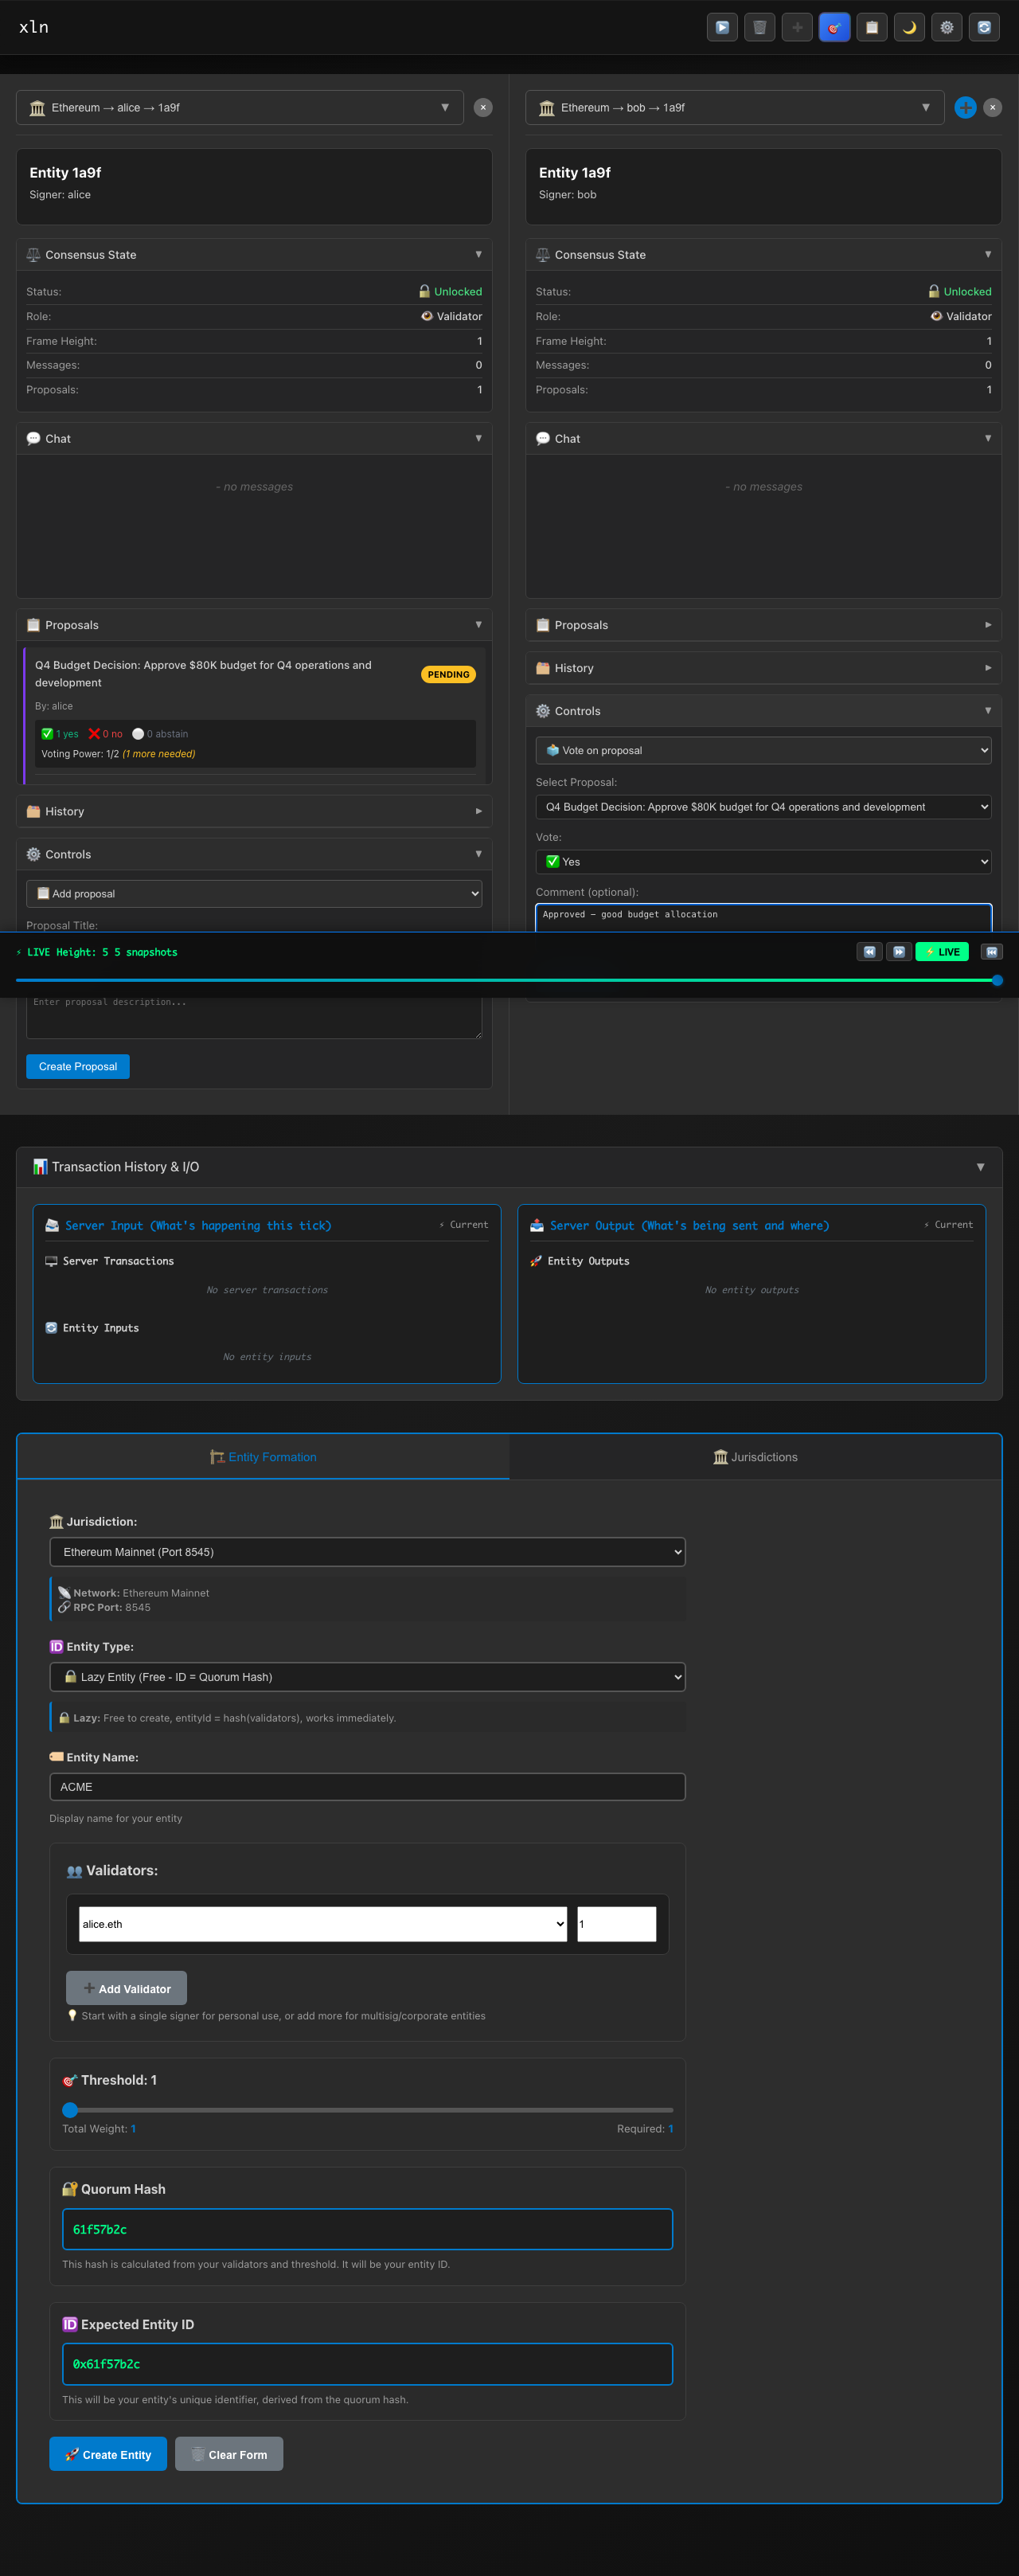 xln
Ethereum → alice → 1a9f
Entity 1a9f
Signer: alice
Consensus State
Status: Unlocked
Role: Validator
Frame Height: 1
Messages: 0
Proposals: 1
Chat
- no messages
Proposals
Q4 Budget Decision: Approve $80K budget for Q4 operations and
development
PENDING
By: alice
1 yes 0 no 0 abstain
Voting Power: 1/2 (1 more needed)
History
Controls
Add proposal
Proposal Title:
Ethereum → bob → 1a9f
Entity 1a9f
Signer: bob
Consensus State
Status: Unlocked
Role: Validator
Frame Height: 1
Messages: 0
Proposals: 1
Chat
- no messages
Proposals
History
Controls
Vote on proposal
Select Proposal:
Q4 Budget Decision: Approve $80K budget for Q4 operations and development
Vote:
Yes
Comment (optional):
Approved - good budget allocation
LIVE Height: 5 5 snapshots
LIVE
Enter proposal description...
Create Proposal
Transaction History & I/O
Server Input (What's happening this tick)
Current
Server Transactions
No server transactions
Entity Inputs
No entity inputs
Server Output (What's being sent and where)
Current
Entity Outputs
No entity outputs
Entity Formation
Jurisdictions
Jurisdiction:
Ethereum Mainnet (Port 8545)
Network: Ethereum Mainnet
RPC Port: 8545
Entity Type:
Lazy Entity (Free - ID = Quorum Hash)
Lazy: Free to create, entityId = hash(validators), works immediately.
Entity Name:
ACME
Display name for your entity
Validators:
alice.eth 1
Add Validator
Start with a single signer for personal use, or add more for multisig/corporate entities
Threshold: 1
Total Weight: 1 Required: 1
Quorum Hash
61f57b2c
This hash is calculated from your validators and threshold. It will be your entity ID.
Expected Entity ID
0x61f57b2c
This will be your entity's unique identifier, derived from the quorum hash.
Create Entity
Clear Form